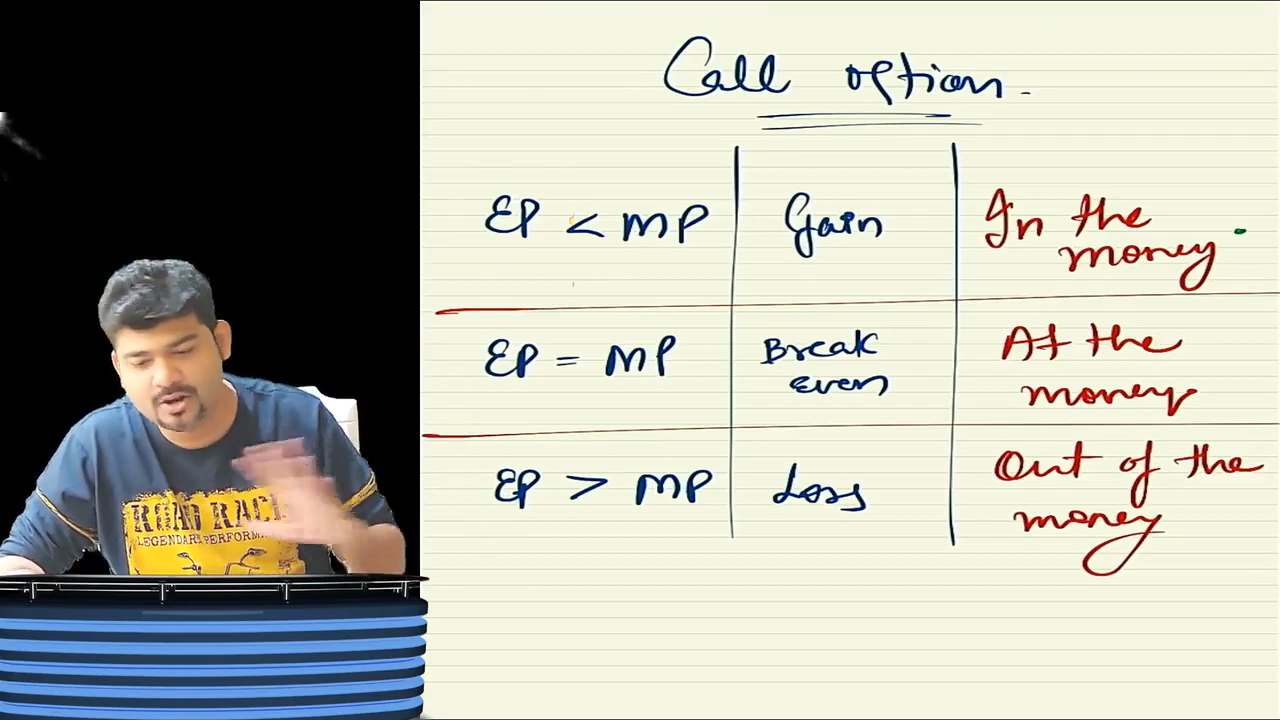 Call option.
EP < MP
Gain
In the
money.
EP = MP
Break
even
At the
money
EP > MP
Loss
Out of the
money
ROAD RACE
LEGENDARY PERFORMA